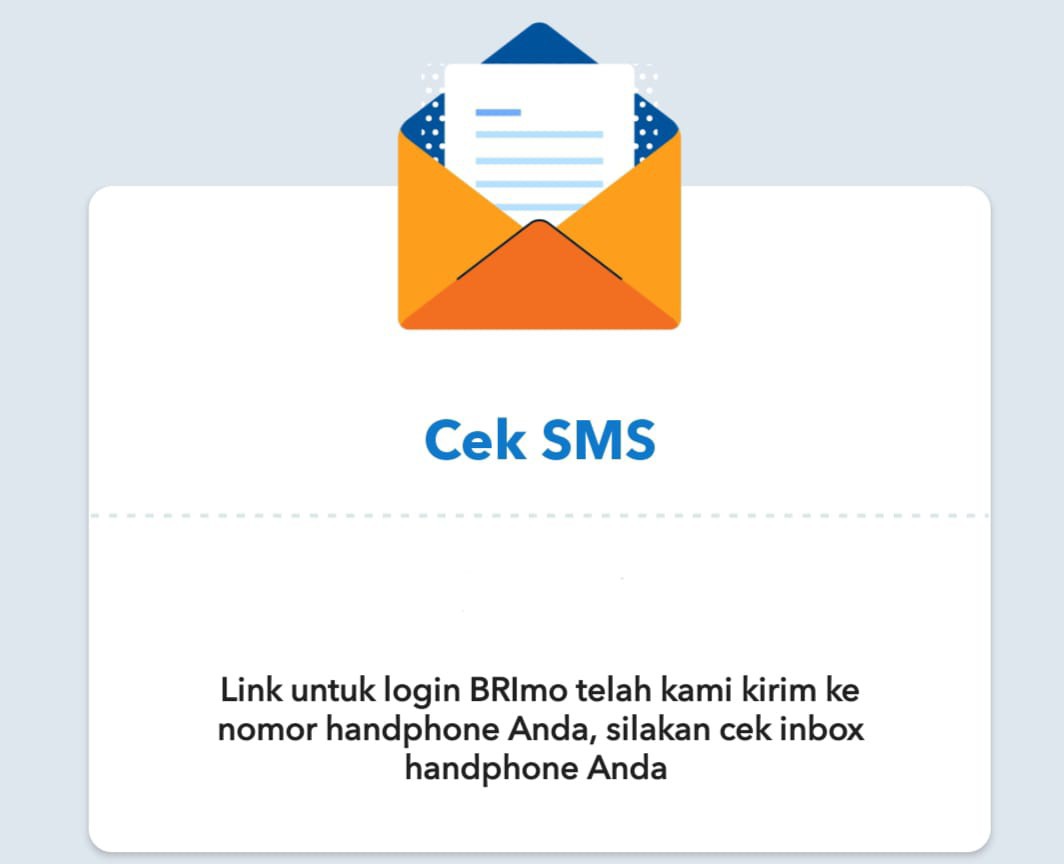 Cek SMS
Link untuk login BRImo telah kami kirim ke
nomor handphone Anda, silakan cek inbox
handphone Anda